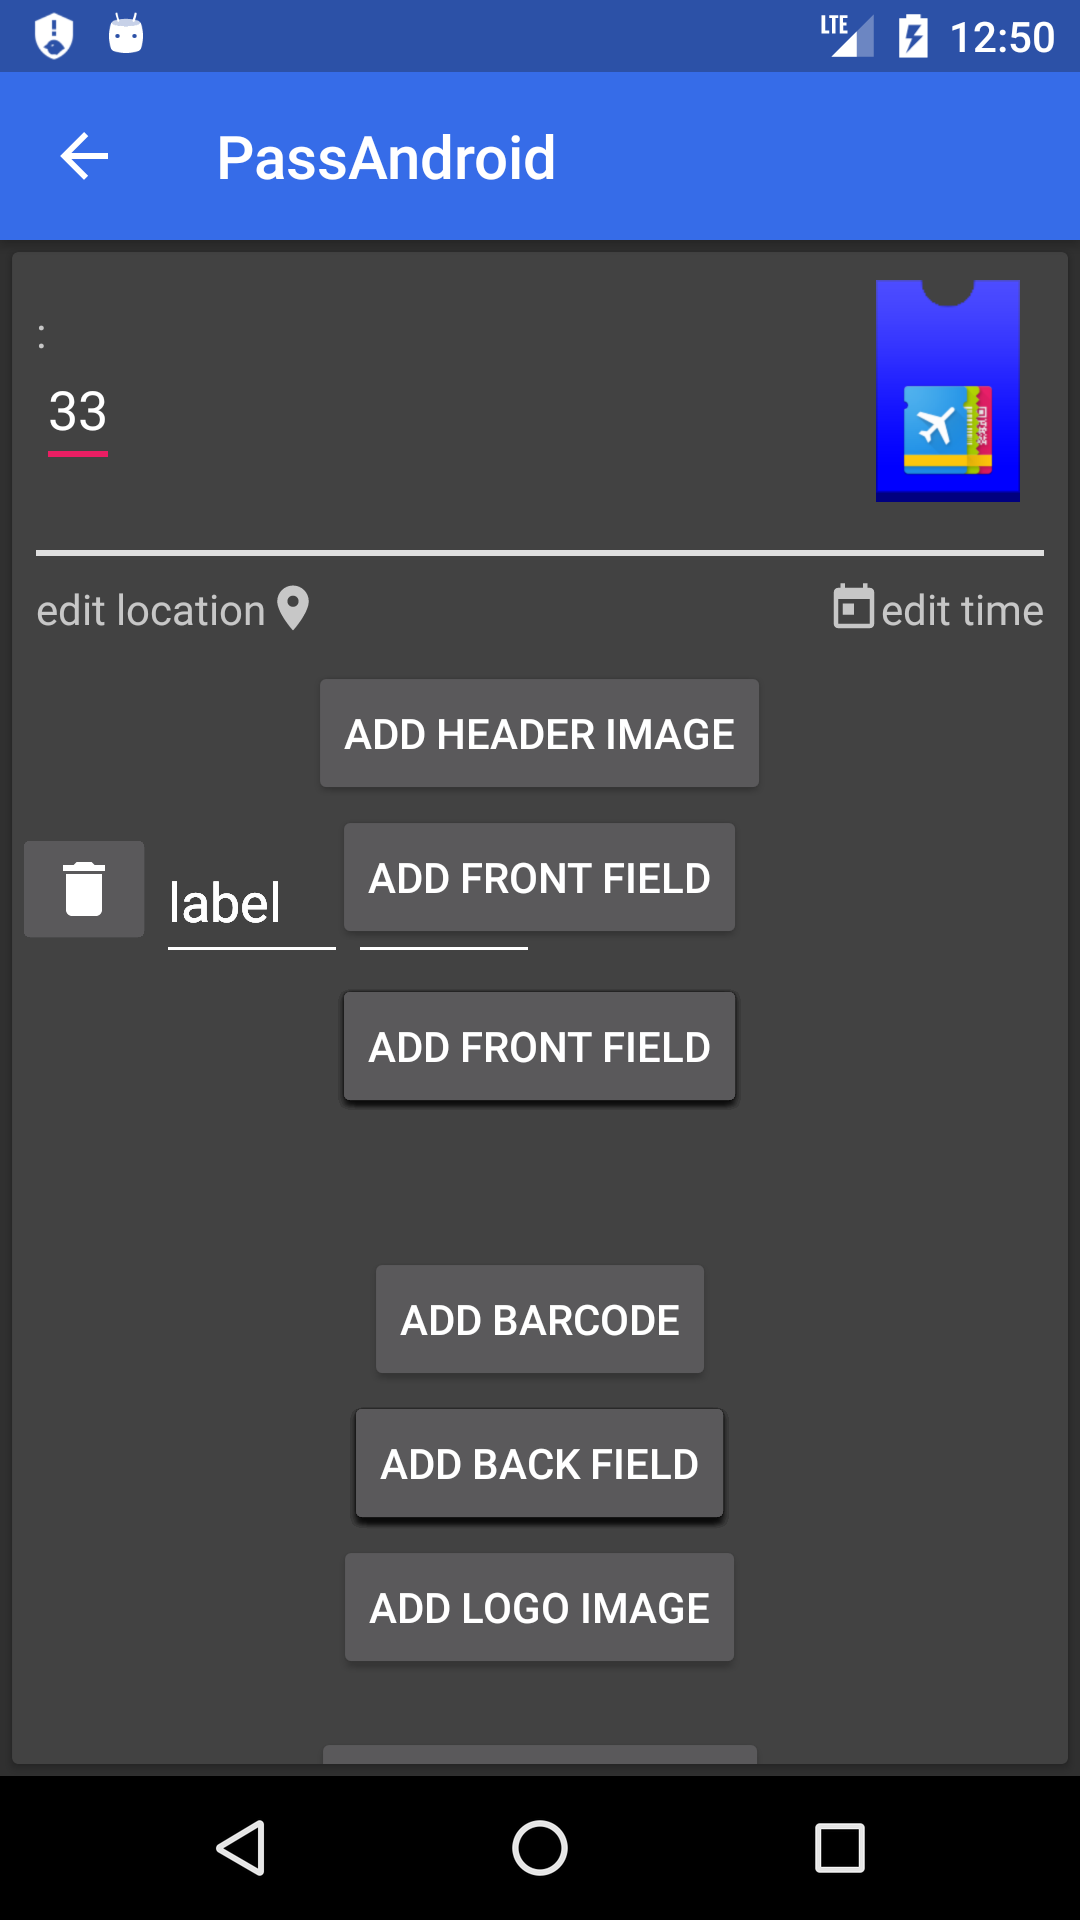 LTE 12:50
PassAndroid
:
33
edit location edit time
ADD HEADER IMAGE
ADD FRONT FIELD
label
ADD FRONT FIELD
ADD BARCODE
ADD BACK FIELD
ADD LOGO IMAGE